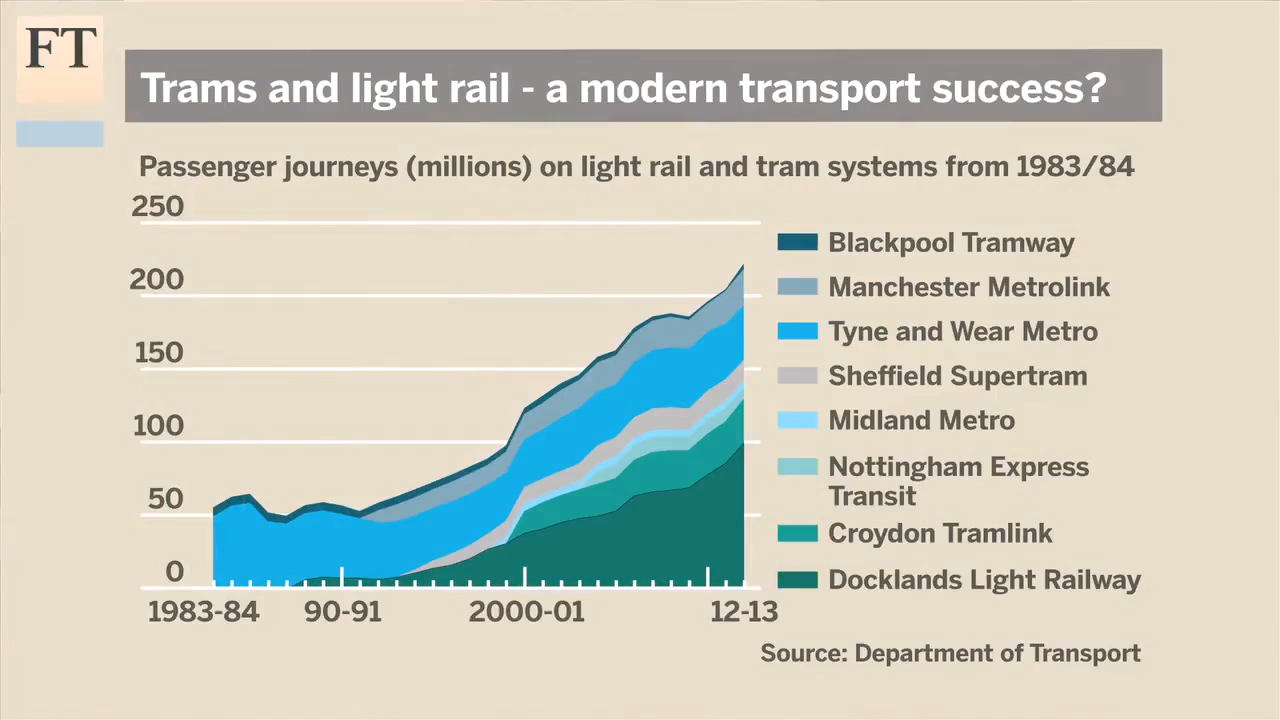 FT
Trams and light rail - a modern transport success?
Passenger journeys (millions) on light rail and tram systems from 1983/84
250
200
150
100
50
0
1983-84
90-91
2000-01
12-13
Blackpool Tramway
Manchester Metrolink
Tyne and Wear Metro
Sheffield Supertram
Midland Metro
Nottingham Express
Transit
Croydon Tramlink
Docklands Light Railway
Source: Department of Transport